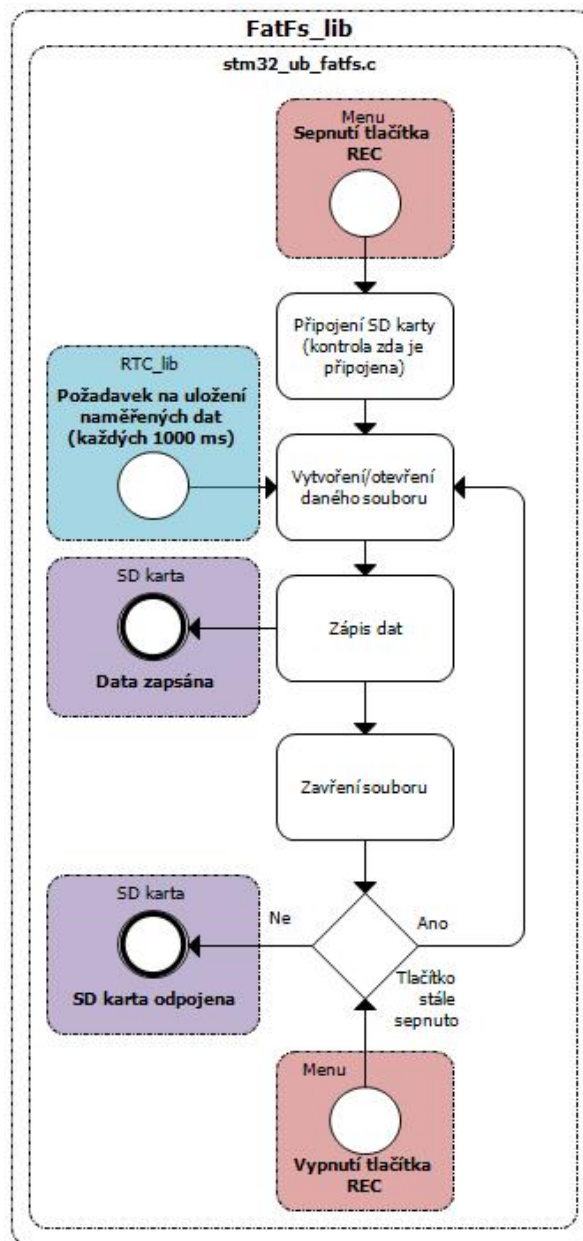 FatFs_lib
stm32_ub_fatfs.c
Menu
Sepnutí tlačítka
REC
Připojení SD karty
(kontrola zda je
připojena)
RTC_lib
Požadavek na uložení
naměřených dat
(každých 1000 ms)
Vytvoření/otevření
daného souboru
SD karta
Data zapsána
Zápis dat
Zavření souboru
SD karta
SD karta odpojena
Ne
Ano
Tlačítko
stále
sepnuto
Menu
Vypnutí tlačítka
REC